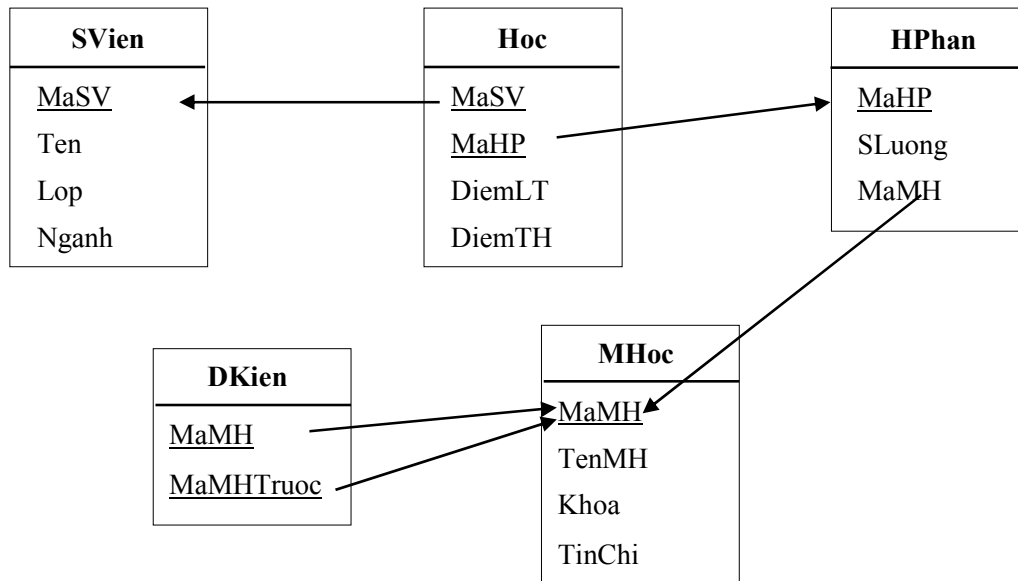 SVien
MaSV
Ten
Lop
Nganh
Hoc
MaSV
MaHP
DiemLT
DiemTH
HPhan
MaHP
SLuong
MaMH
DKien
MaMH
MaMHTruoc
MHoc
MaMH
TenMH
Khoa
TinChi